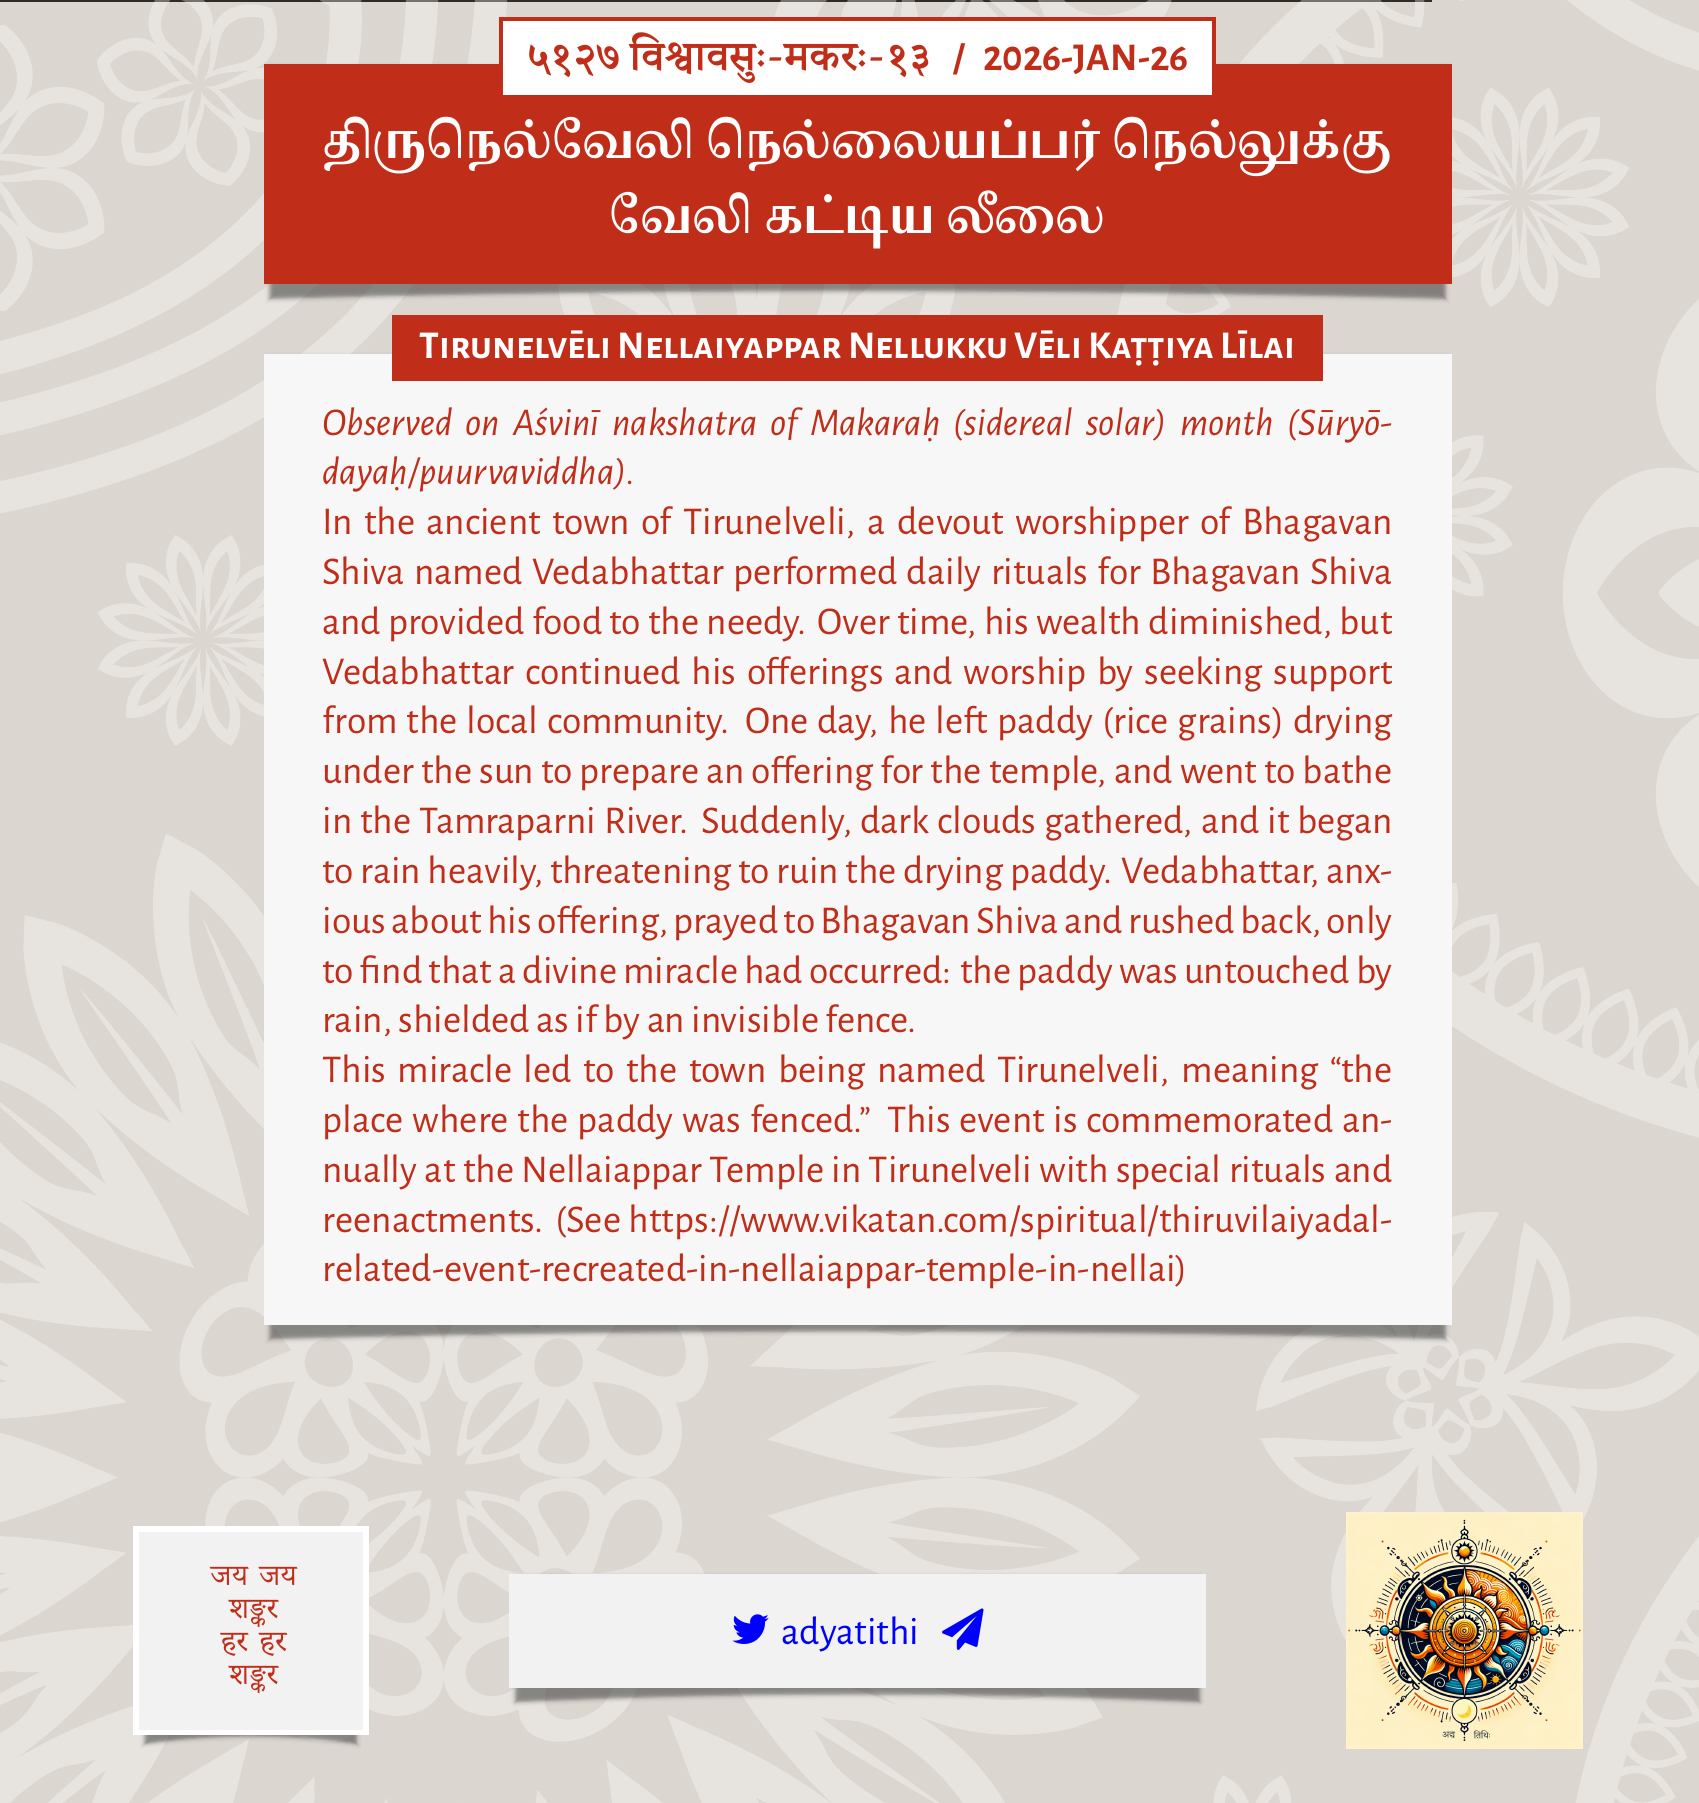 ५१२७ विश्वावसुः-मकरः-१३ / 2026-JAN-26
திருநெல்வேலி நெல்லையப்பர் நெல்லுக்கு
வேலி கட்டிய லீலை
Tirunelvēli Nellaiyappar Nellukku Vēli Kaṭṭiya Līlai
Observed on Aśvinī nakshatra of Makaraḥ (sidereal solar) month (Sūryō-
dayaḥ/puurvaviddha).
In the ancient town of Tirunelveli, a devout worshipper of Bhagavan
Shiva named Vedabhattar performed daily rituals for Bhagavan Shiva
and provided food to the needy. Over time, his wealth diminished, but
Vedabhattar continued his offerings and worship by seeking support
from the local community. One day, he left paddy (rice grains) drying
under the sun to prepare an offering for the temple, and went to bathe
in the Tamraparni River. Suddenly, dark clouds gathered, and it began
to rain heavily, threatening to ruin the drying paddy. Vedabhattar, anx-
ious about his offering, prayed to Bhagavan Shiva and rushed back, only
to find that a divine miracle had occurred: the paddy was untouched by
rain, shielded as if by an invisible fence.
This miracle led to the town being named Tirunelveli, meaning “the
place where the paddy was fenced.” This event is commemorated an-
nually at the Nellaiappar Temple in Tirunelveli with special rituals and
reenactments. (See https://www.vikatan.com/spiritual/thiruvilaiyadal-
related-event-recreated-in-nellaiappar-temple-in-nellai)
जय जय
शङ्कर
हर हर
शङ्कर
adyatithi
अद्य तिथिः